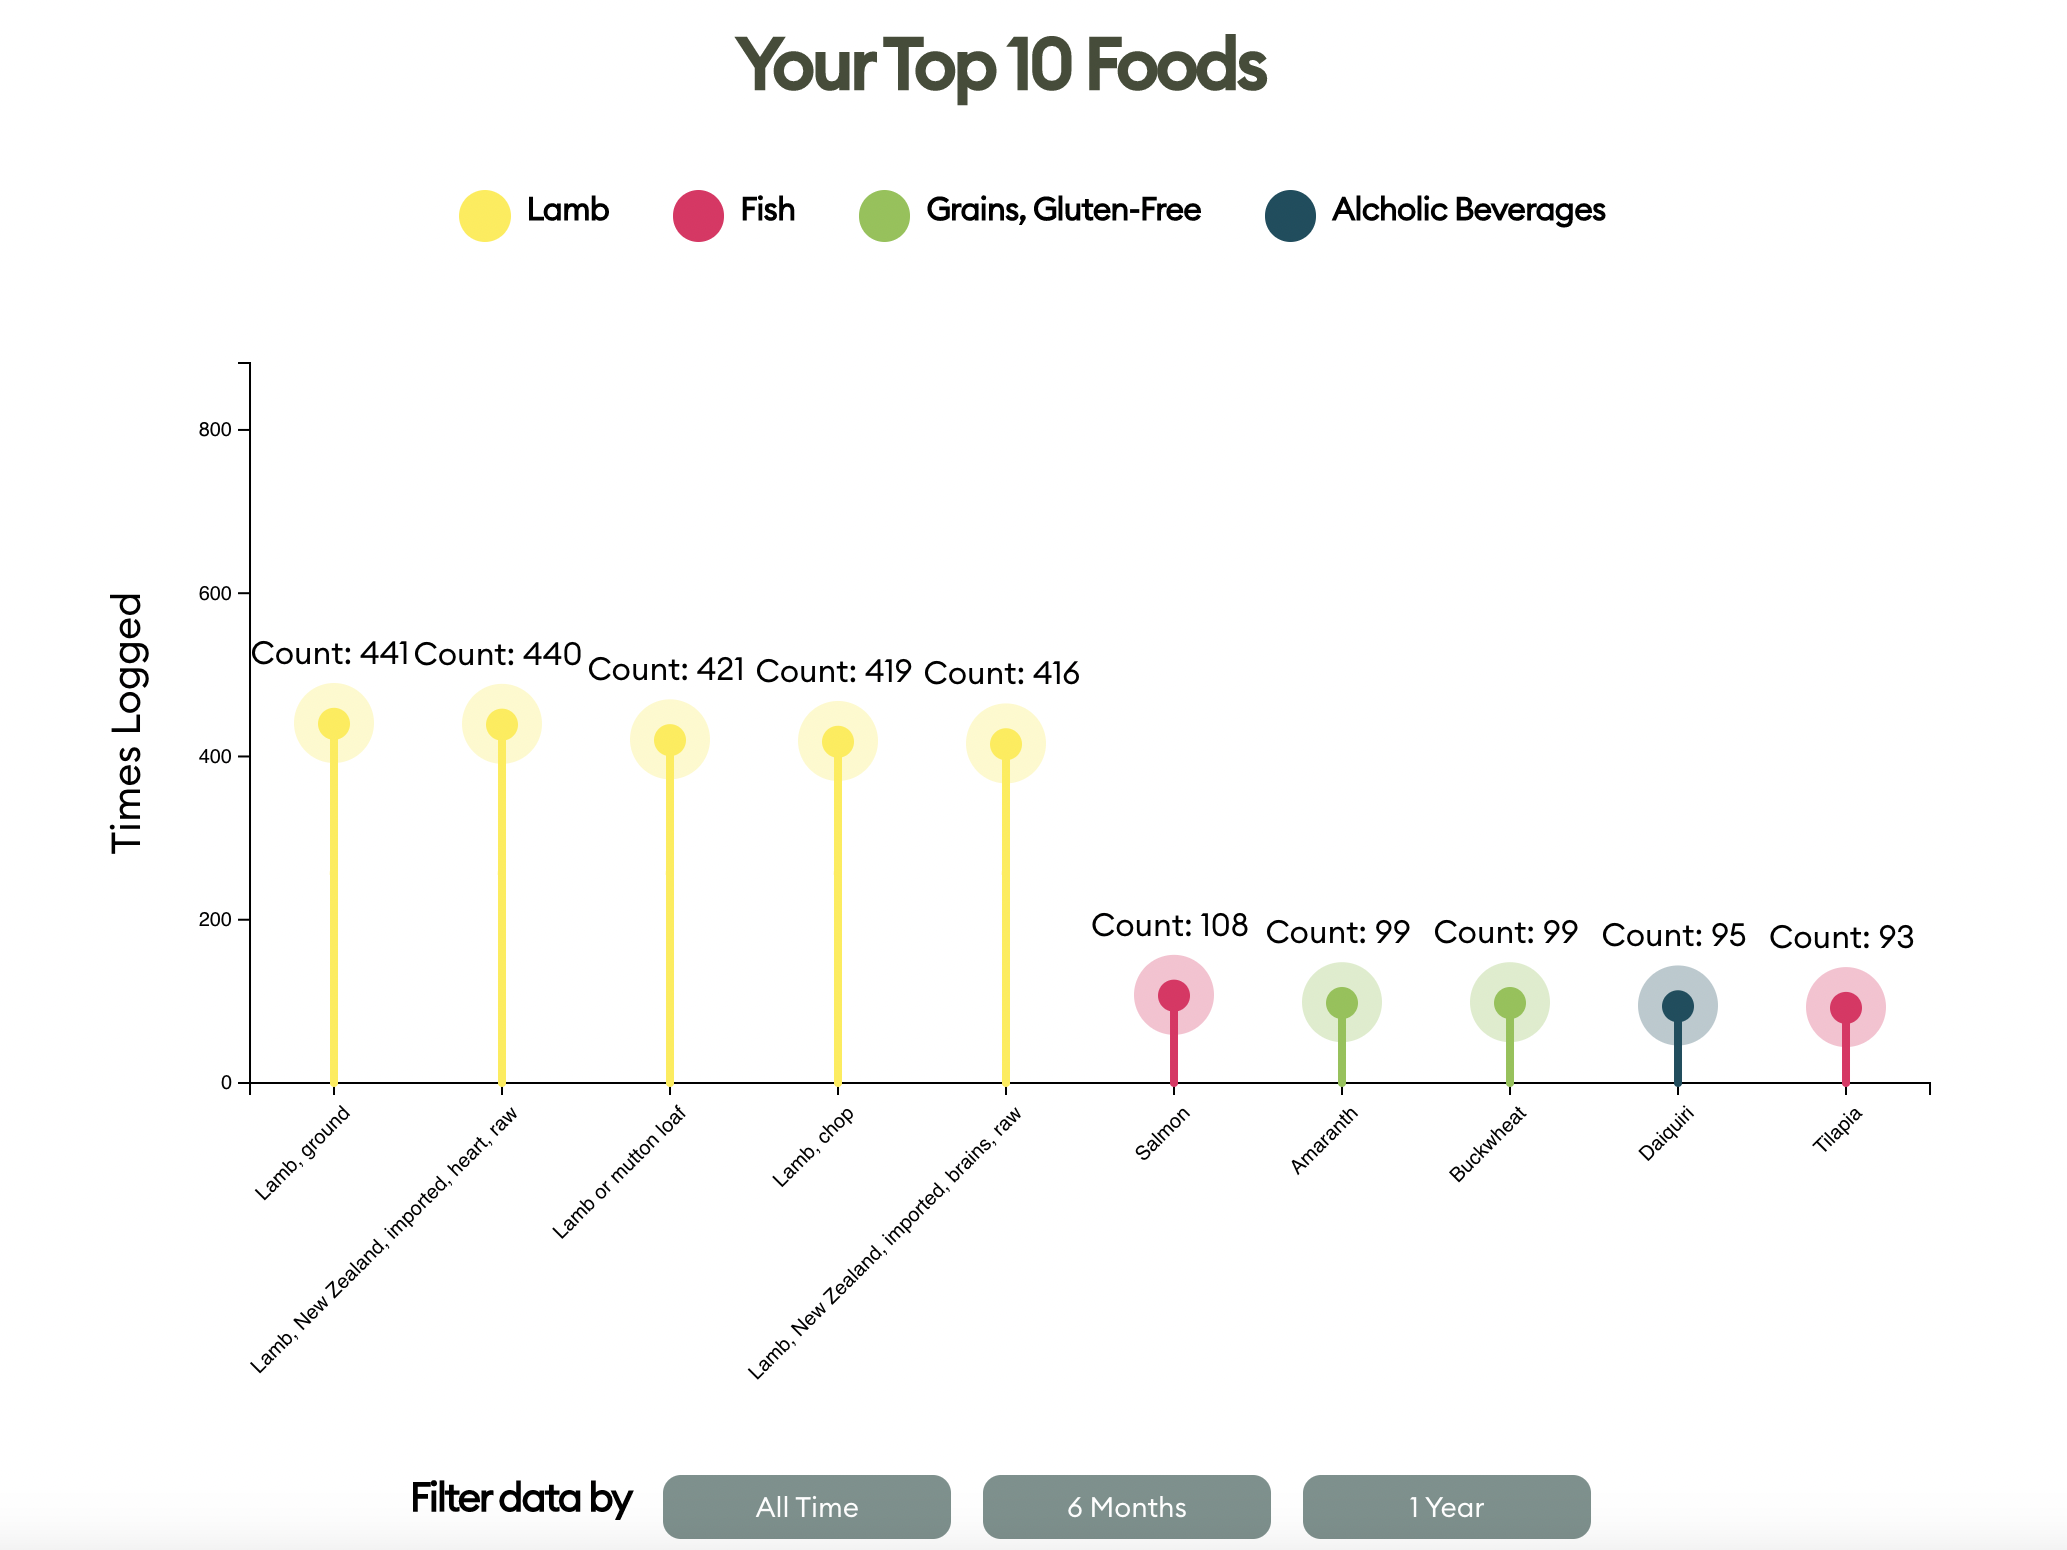 Your Top 10 Foods
Lamb
Fish
Grains, Gluten-Free
Alcholic Beverages
Times Logged
800
600
400
200
0
Count: 441
Count: 440
Count: 421
Count: 419
Count: 416
Count: 108
Count: 99
Count: 99
Count: 95
Count: 93
Lamb, ground
Lamb, New Zealand, imported, heart, raw
Lamb or mutton loaf
Lamb, chop
Lamb, New Zealand, imported, brains, raw
Salmon
Amaranth
Buckwheat
Daiquiri
Tilapia
Filter data by
All Time
6 Months
1 Year